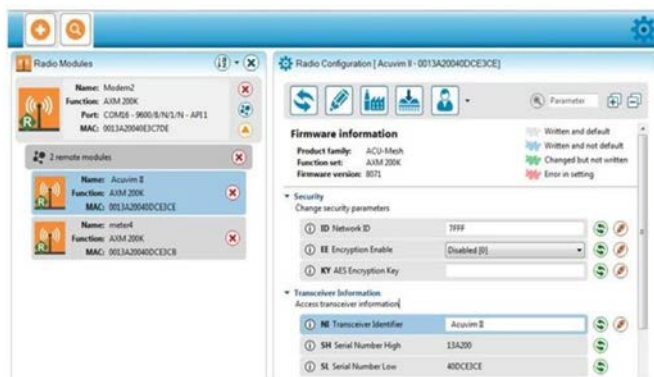 Radio Modules
Name: Modem2
Function: AXM 200K
Port: COM16 - 9600/8/N/1/N - API 1
MAC: 0013A20040E3C7DE
R
2 remote modules
Name: Acuvim II
Function: AXM 200K
MAC: 0013A20040DCE3CE
R
Name: meter4
Function: AXM 200K
MAC: 0013A20040DCE3CB
R
Radio Configuration [ Acuvim II - 0013A20040DCE3CE]
Parameter
Firmware information
Product family: ACU-Mesh
Function set: AXM 200K
Firmware version: 8071
Written and default
Written and not default
Changed but not written
Error in setting
Security
Change security parameters
ID Network ID 7FFF
EE Encryption Enable Disabled [0]
KY AES Encryption Key
Transceiver Information
Access transceiver information
NI Transceiver Identifier Acuvim II
SH Serial Number High 13A200
SL Serial Number Low 40DCE3CE